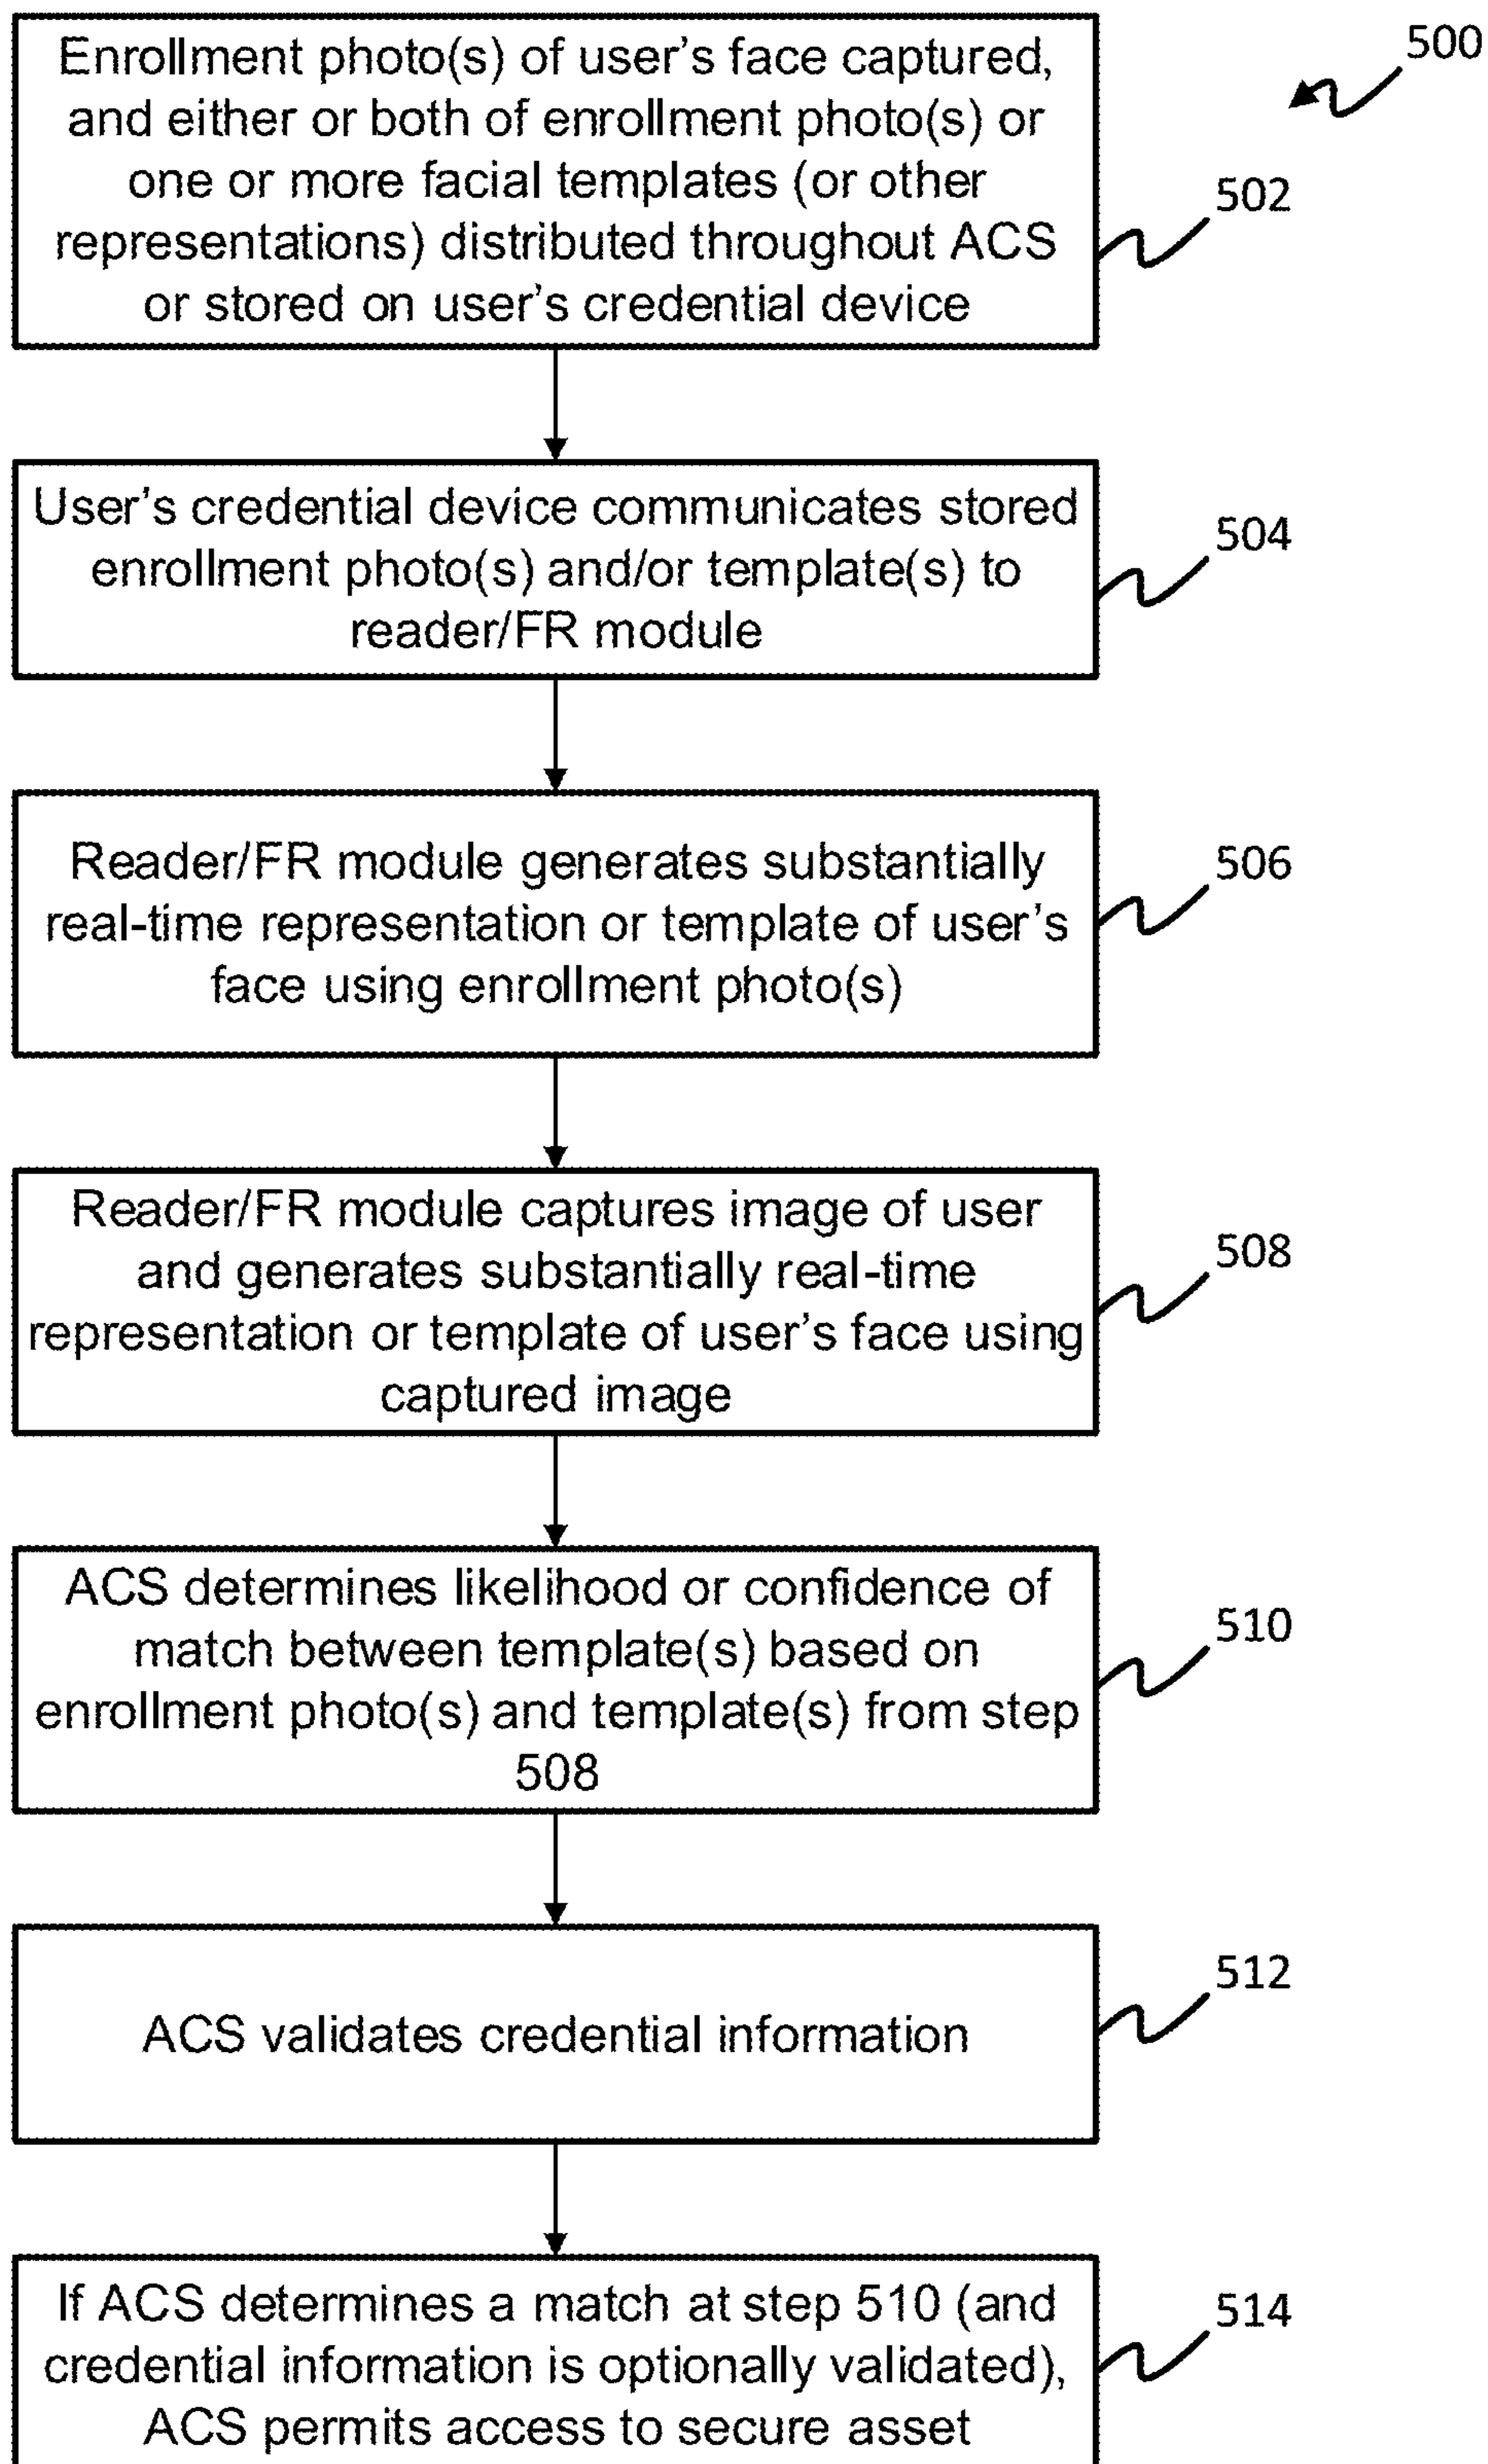 Enrollment photo(s) of user's face captured,
and either or both of enrollment photo(s) or
one or more facial templates (or other
representations) distributed throughout ACS
or stored on user's credential device
500
502
User's credential device communicates stored
enrollment photo(s) and/or template(s) to
reader/FR module
504
Reader/FR module generates substantially
real-time representation or template of user's
face using enrollment photo(s)
506
Reader/FR module captures image of user
and generates substantially real-time
representation or template of user's face using
captured image
508
ACS determines likelihood or confidence of
match between template(s) based on
enrollment photo(s) and template(s) from step
508
510
ACS validates credential information
512
If ACS determines a match at step 510 (and
credential information is optionally validated),
ACS permits access to secure asset
514